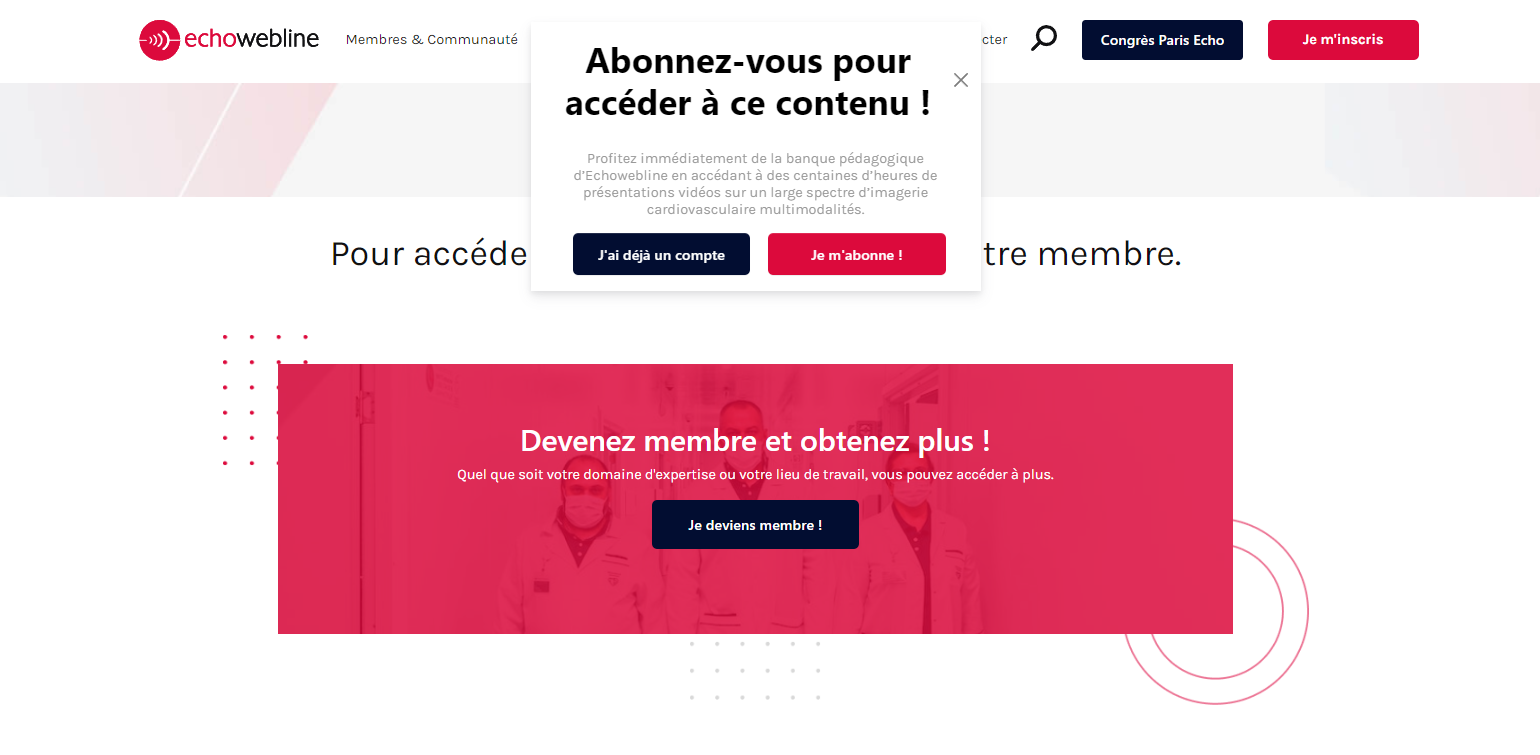 echowebline
Membres & Communauté
cter
Congrès Paris Echo
Je m'inscris
Abonnez-vous pour
accéder à ce contenu !
Profitez immédiatement de la banque pédagogique
d’Echowebline en accédant à des centaines d’heures de
présentations vidéos sur un large spectre d’imagerie
cardiovasculaire multimodalités.
J'ai déjà un compte
Je m'abonne !
Pour accéde tre membre.
Devenez membre et obtenez plus !
Quel que soit votre domaine d'expertise ou votre lieu de travail, vous pouvez accéder à plus.
Je deviens membre !